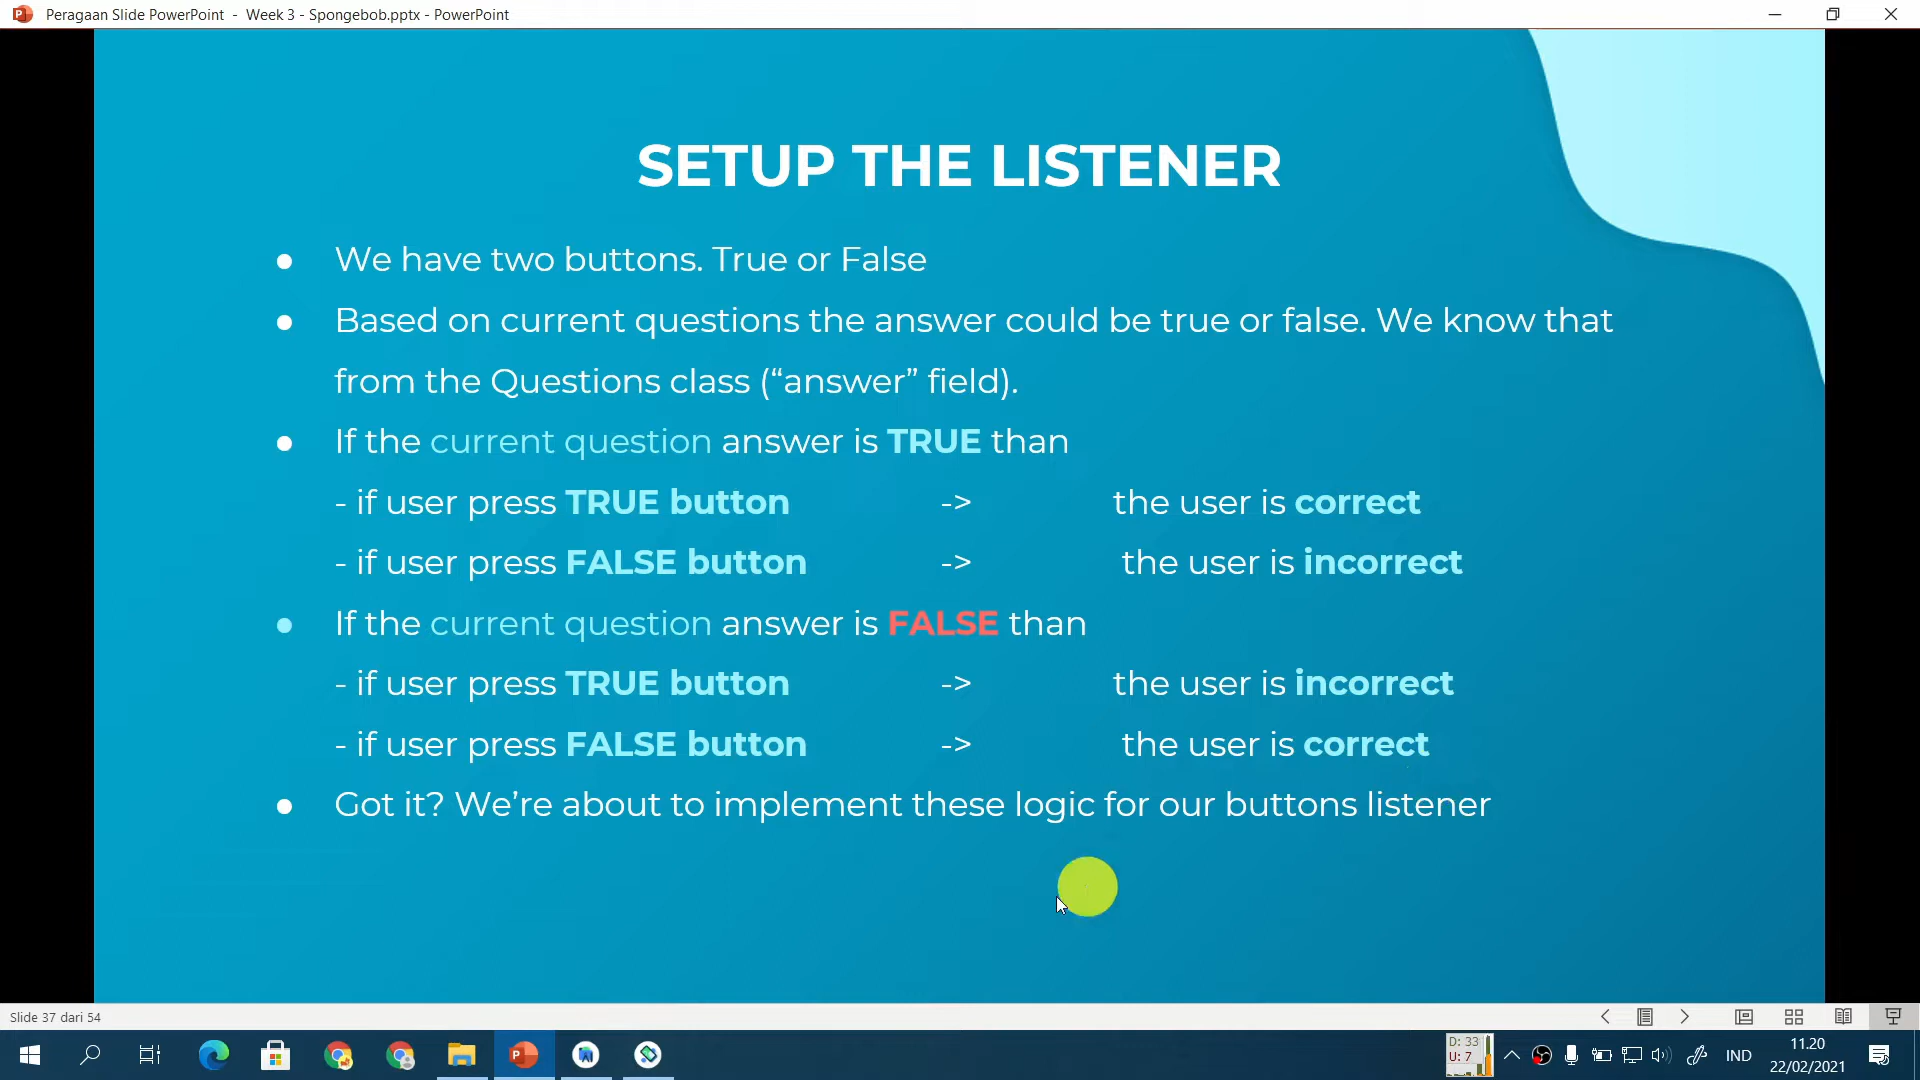 Peragaan Slide PowerPoint - Week 3 - Spongebob.pptx - PowerPoint
SETUP THE LISTENER
● We have two buttons. True or False
● Based on current questions the answer could be true or false. We know that
from the Questions class (“answer” field).
● If the current question answer is TRUE than
- if user press TRUE button -> the user is correct
- if user press FALSE button -> the user is incorrect
● If the current question answer is FALSE than
- if user press TRUE button -> the user is incorrect
- if user press FALSE button -> the user is correct
● Got it? We’re about to implement these logic for our buttons listener
Slide 37 dari 54
D: 33
U: 7
IND
11.20
22/02/2021